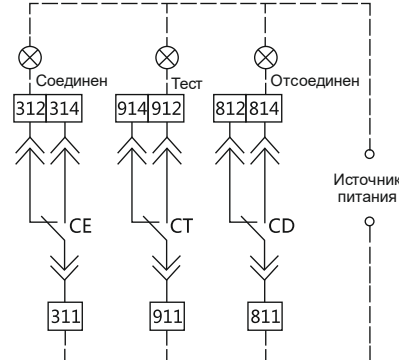 Соединен
Тест
Отсоединен
312 314
914 912
812 814
Источник
питания
CE
CT
CD
311
911
811